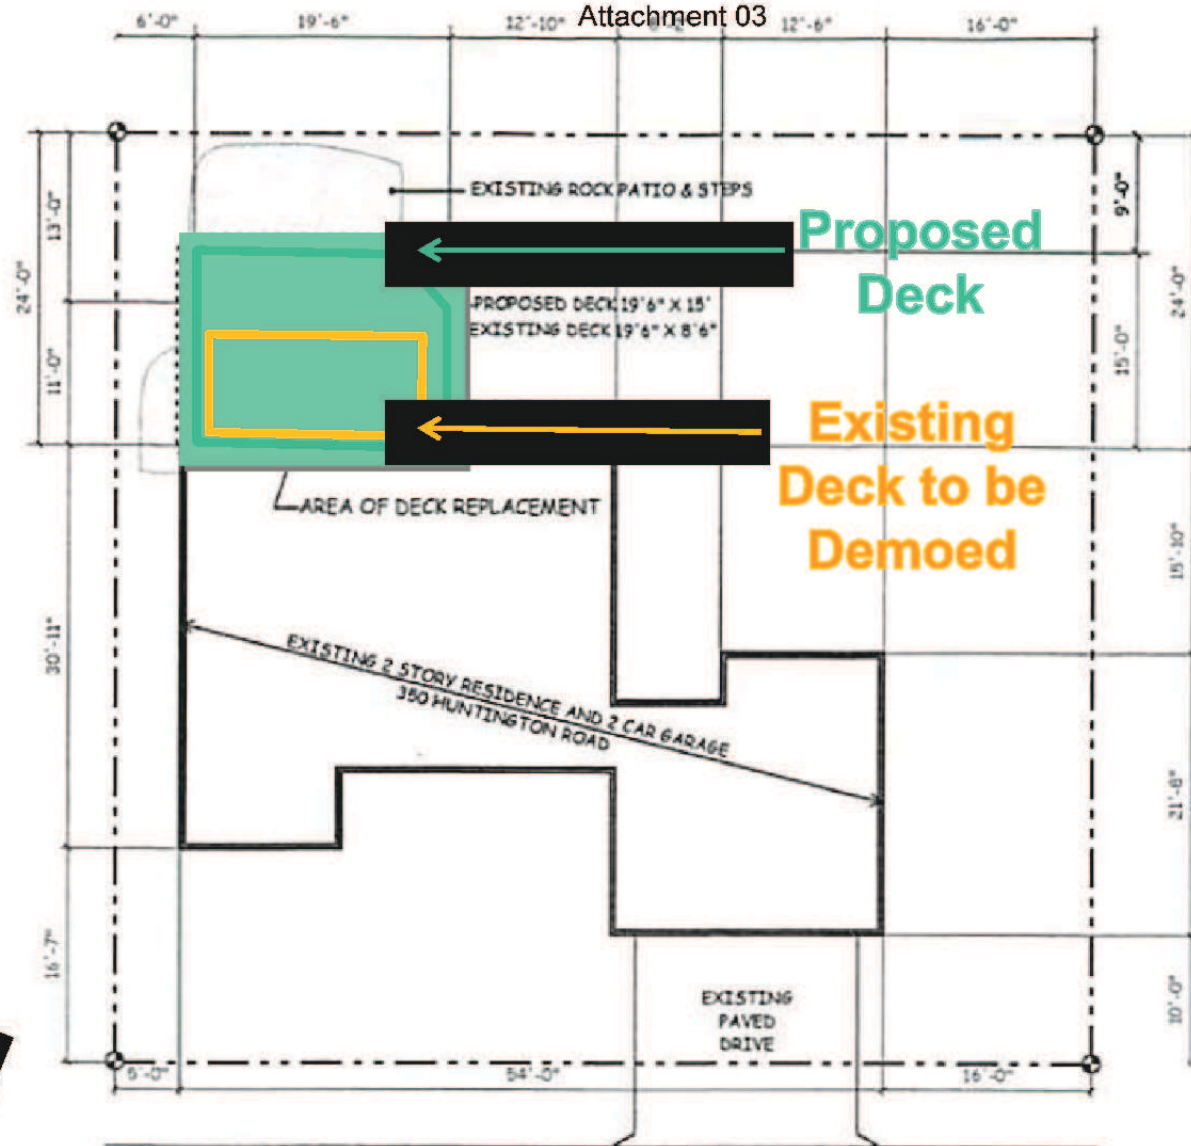 Attachment 03
6'-0" 19'-6" 12'-10" 12'-6" 16'-0"
EXISTING ROCK PATIO & STEPS
9'-0"
13'-0"
Proposed
Deck
24'-0"
24'-0"
PROPOSED DECK 19'6" X 15'
EXISTING DECK 19'6" X 8'6"
15'-0"
11'-0"
Existing
Deck to be
Demoed
AREA OF DECK REPLACEMENT
15'-10"
30'-11"
EXISTING 2 STORY RESIDENCE AND 2 CAR GARAGE
350 HUNTINGTON ROAD
21'-6"
16'-7"
EXISTING
PAVED
DRIVE
10'-0"
5'-0" 54'-0" 16'-0"